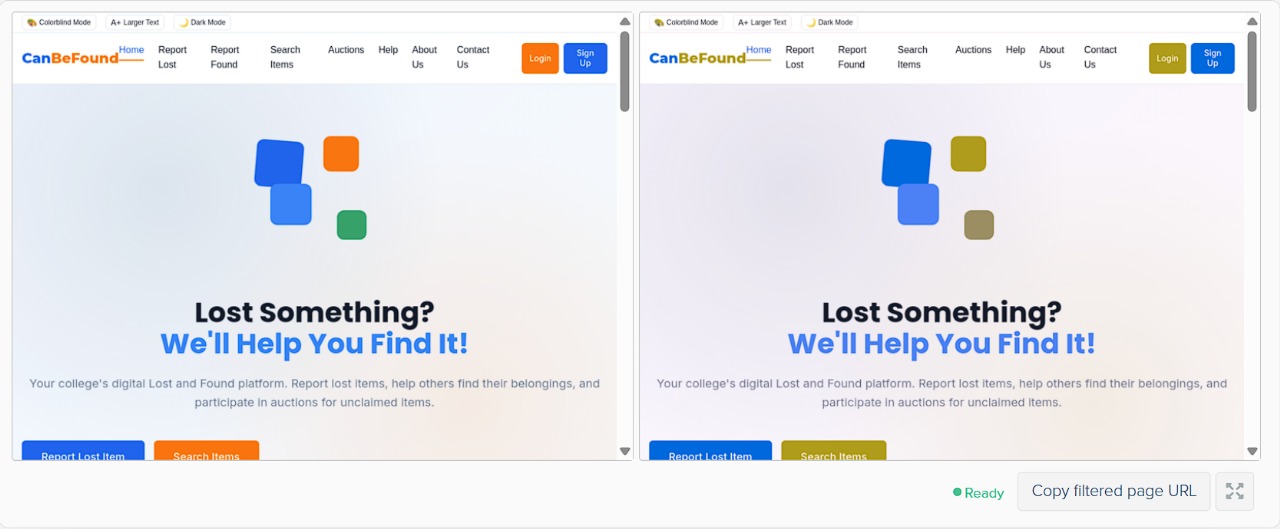 Colorblind Mode A+ Larger Text Dark Mode
CanBeFound Home Report Lost Report Found Search Items Auctions Help About Us Contact Us Login Sign Up
Lost Something?
We'll Help You Find It!
Your college's digital Lost and Found platform. Report lost items, help others find their belongings, and
participate in auctions for unclaimed items.
Report Lost Item Search Items
Colorblind Mode A+ Larger Text Dark Mode
CanBeFound Home Report Lost Report Found Search Items Auctions Help About Us Contact Us Login Sign Up
Lost Something?
We'll Help You Find It!
Your college's digital Lost and Found platform. Report lost items, help others find their belongings, and
participate in auctions for unclaimed items.
Report Lost Item Search Items
Ready Copy filtered page URL